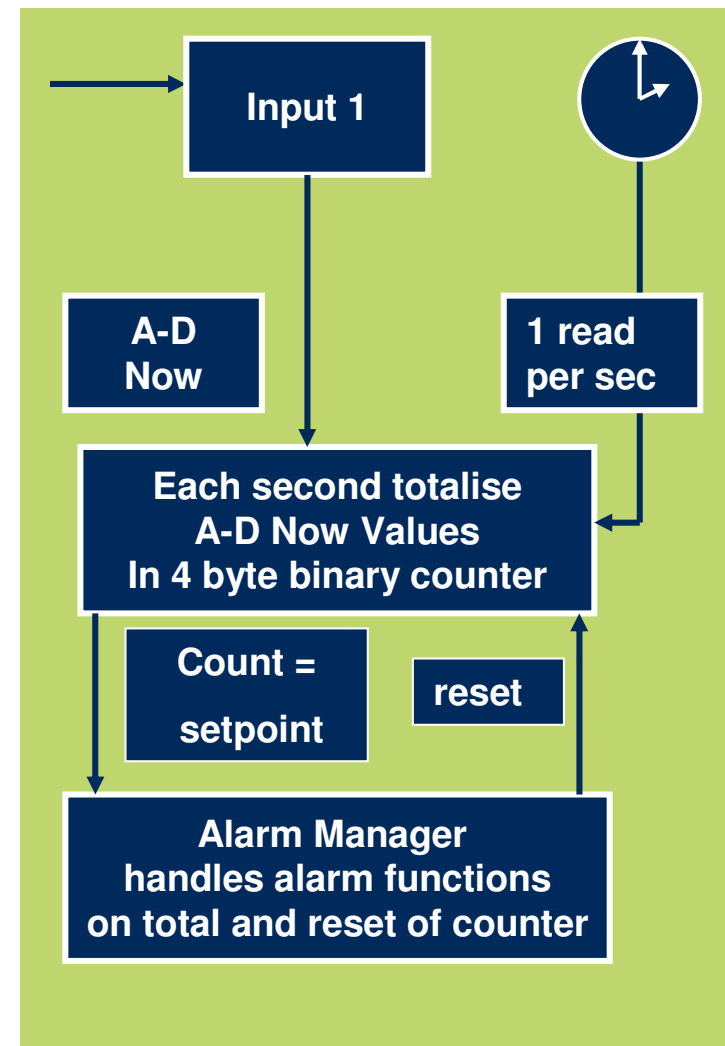 Input 1
A-D
Now
1 read
per sec
Each second totalise
A-D Now Values
In 4 byte binary counter
Count =
setpoint
reset
Alarm Manager
handles alarm functions
on total and reset of counter